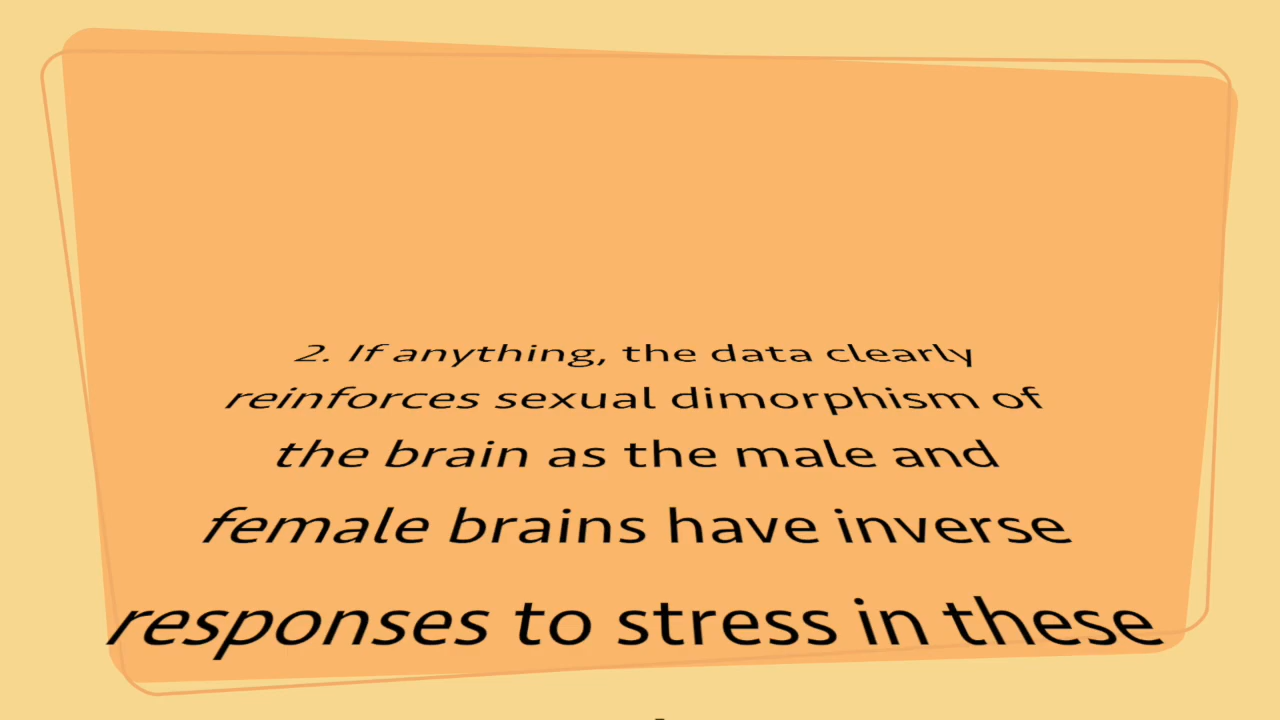 2. If anything, the data clearly
reinforces sexual dimorphism of
the brain as the male and
female brains have inverse
responses to stress in these